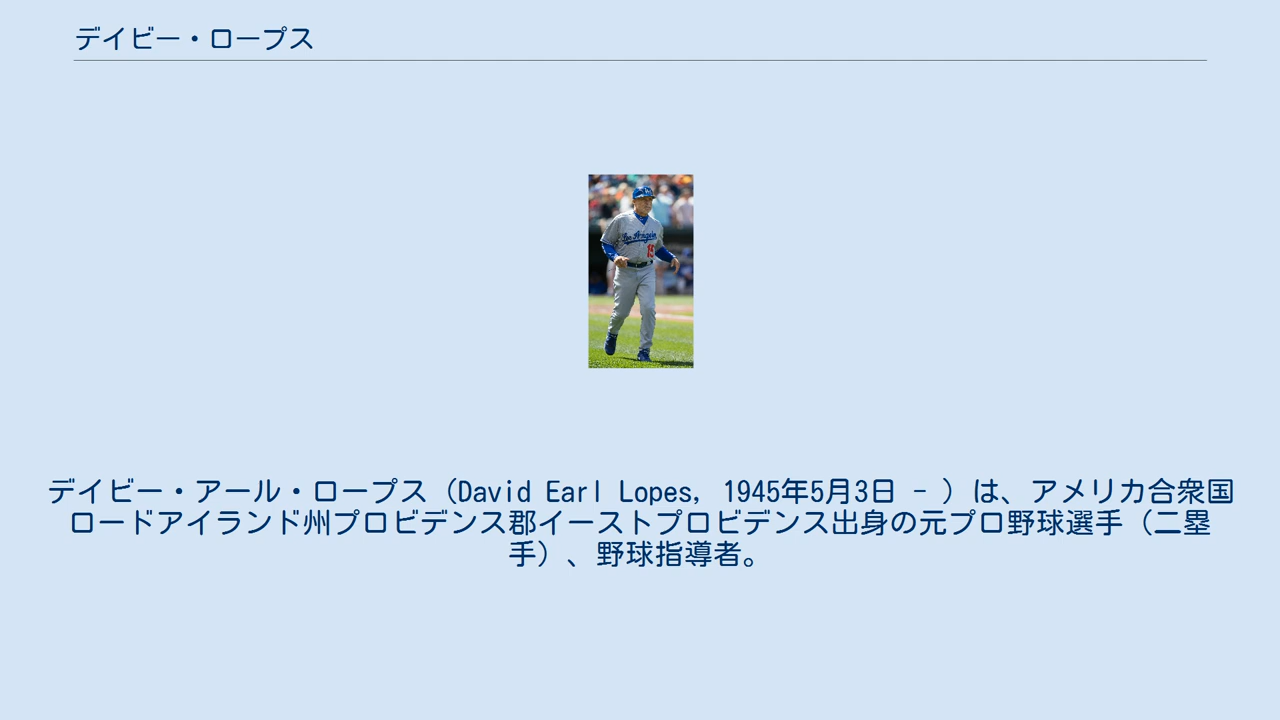 デイビー・ロープス
Los Angeles
15
デイビー・アール・ロープス（David Earl Lopes, 1945年5月3日 - ）は、アメリカ合衆国
ロードアイランド州プロビデンス郡イーストプロビデンス出身の元プロ野球選手（二塁
手）、野球指導者。